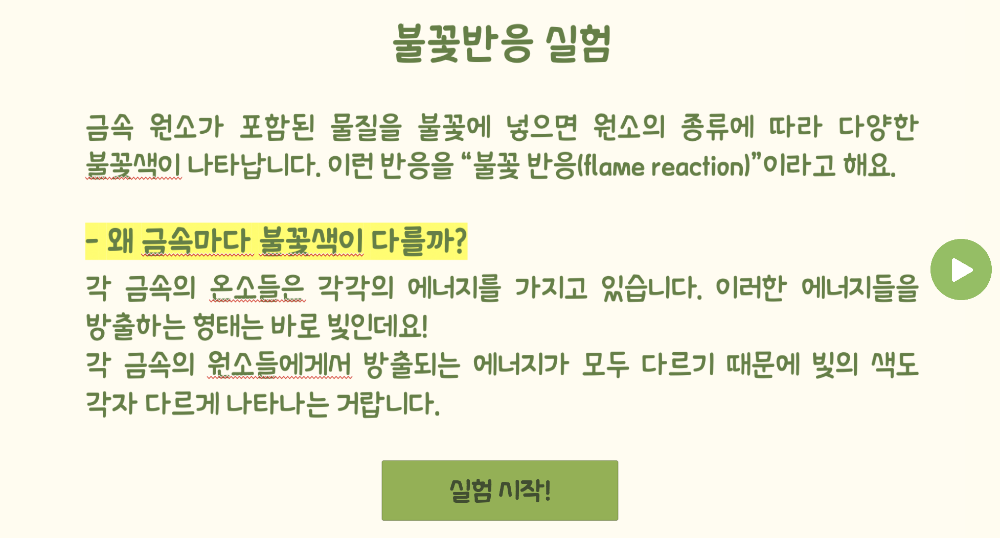 불꽃반응 실험
금속 원소가 포함된 물질을 불꽃에 넣으면 원소의 종류에 따라 다양한
불꽃색이 나타납니다. 이런 반응을 “불꽃 반응(flame reaction)”이라고 해요.
- 왜 금속마다 불꽃색이 다를까?
각 금속의 온소들은 각각의 에너지를 가지고 있습니다. 이러한 에너지들을
방출하는 형태는 바로 빛인데요!
각 금속의 원소들에게서 방출되는 에너지가 모두 다르기 때문에 빛의 색도
각자 다르게 나타나는 거랍니다.
실험 시작!